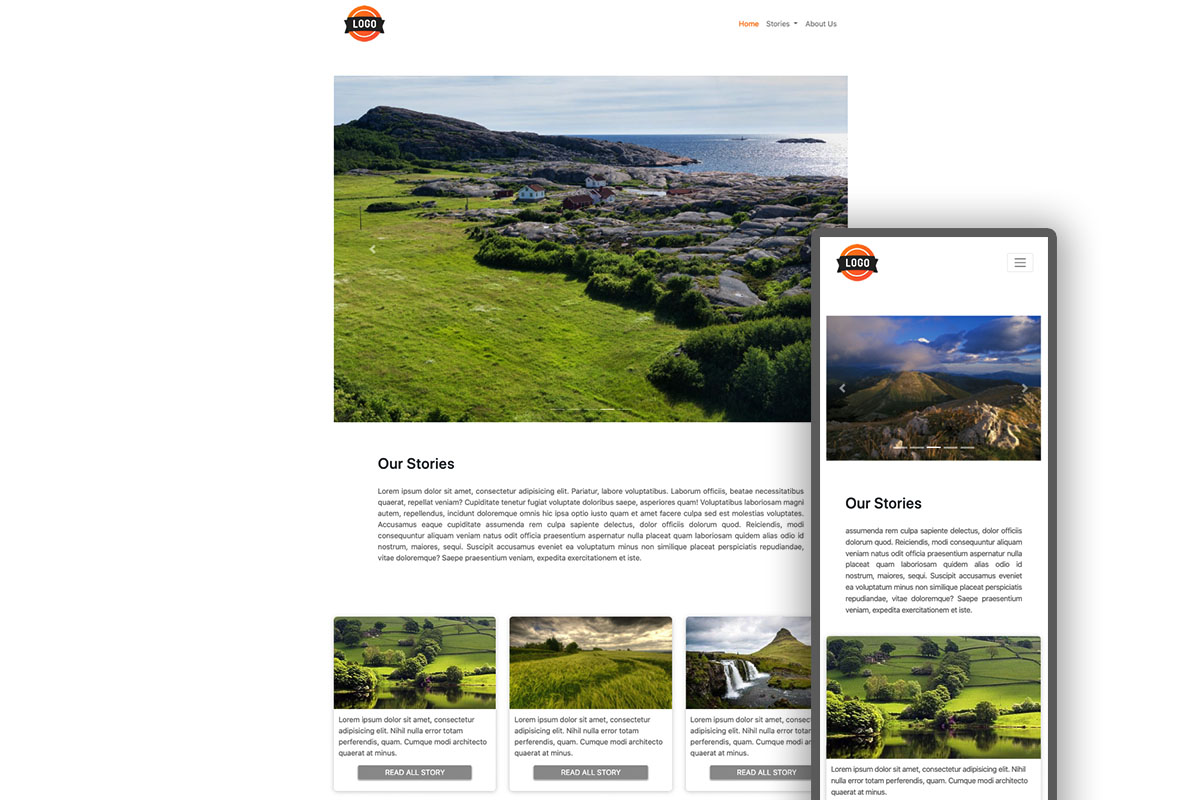 LOGO
Home Stories About Us
Our Stories
Lorem ipsum dolor sit amet, consectetur adipisicing elit. Pariatur, labore voluptatibus. Laborum officiis, beatae necessitatibus
quaerat, repellat veniam? Cupiditate tenetur fugiat voluptate doloribus saepe, asperiores quam! Voluptatibus laboriosam magni
autem, repellendus, incidunt doloremque omnis hic ipsa optio iusto quam et amet facere culpa sed est molestias voluptates.
Accusamus eaque cupiditate assumenda rem culpa sapiente delectus, dolor officiis dolorum quod. Reiciendis, modi
consequuntur aliquam veniam natus odit officia praesentium aspernatur nulla placeat quam laboriosam quidem alias odio id
nostrum, maiores, sequi. Suscipit accusamus eveniet ea voluptatum minus non similique placeat perspiciatis repudiandae,
vitae doloremque? Saepe praesentium veniam, expedita exercitationem et iste.
Lorem ipsum dolor sit amet, consectetur
adipisicing elit. Nihil nulla error totam
perferendis, quam. Cumque modi architecto
quaerat at minus.
READ ALL STORY
Lorem ipsum dolor sit amet, consectetur
adipisicing elit. Nihil nulla error totam
perferendis, quam. Cumque modi architecto
quaerat at minus.
READ ALL STORY
Lorem ipsum dolor sit amet,
adipisicing elit. Nihil nulla error
perferendis, quam. Cumque modi
quaerat at minus.
READ ALL STORY
LOGO
Our Stories
assumenda rem culpa sapiente delectus, dolor officiis
dolorum quod. Reiciendis, modi consequuntur aliquam
veniam natus odit officia praesentium aspernatur nulla
placeat quam laboriosam quidem alias odio id
nostrum, maiores, sequi. Suscipit accusamus eveniet
ea voluptatum minus non similique placeat perspiciatis
repudiandae, vitae doloremque? Saepe praesentium
veniam, expedita exercitationem et iste.
Lorem ipsum dolor sit amet, consectetur adipisicing elit. Nihil
nulla error totam perferendis, quam. Cumque modi architecto
quaerat at minus.